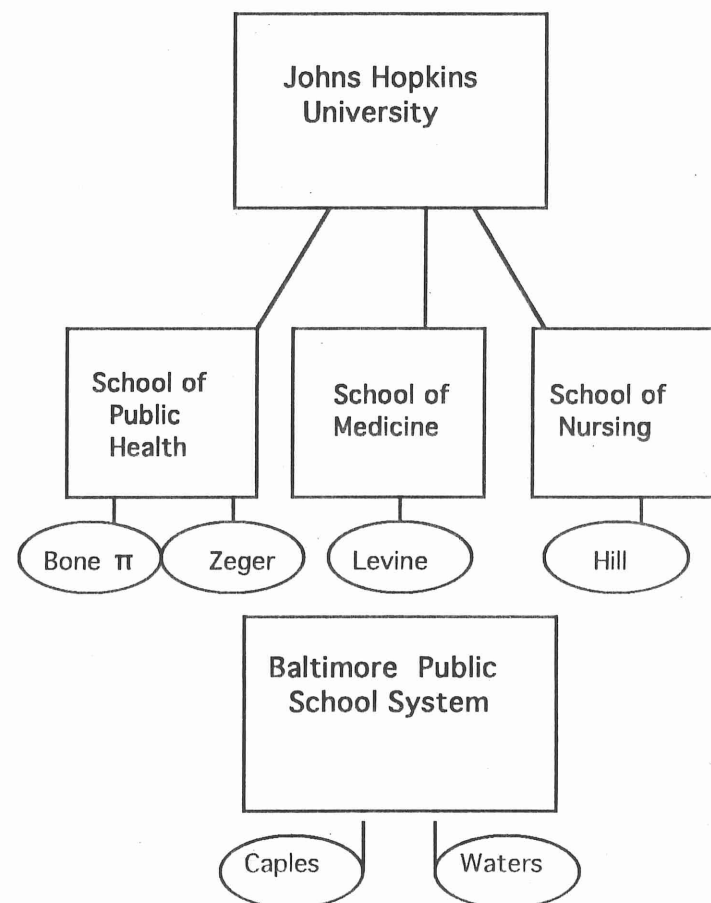 Johns Hopkins
University
School of
Public
Health
School of
Medicine
School of
Nursing
Bone π
Zeger
Levine
Hill
Baltimore Public
School System
Caples
Waters